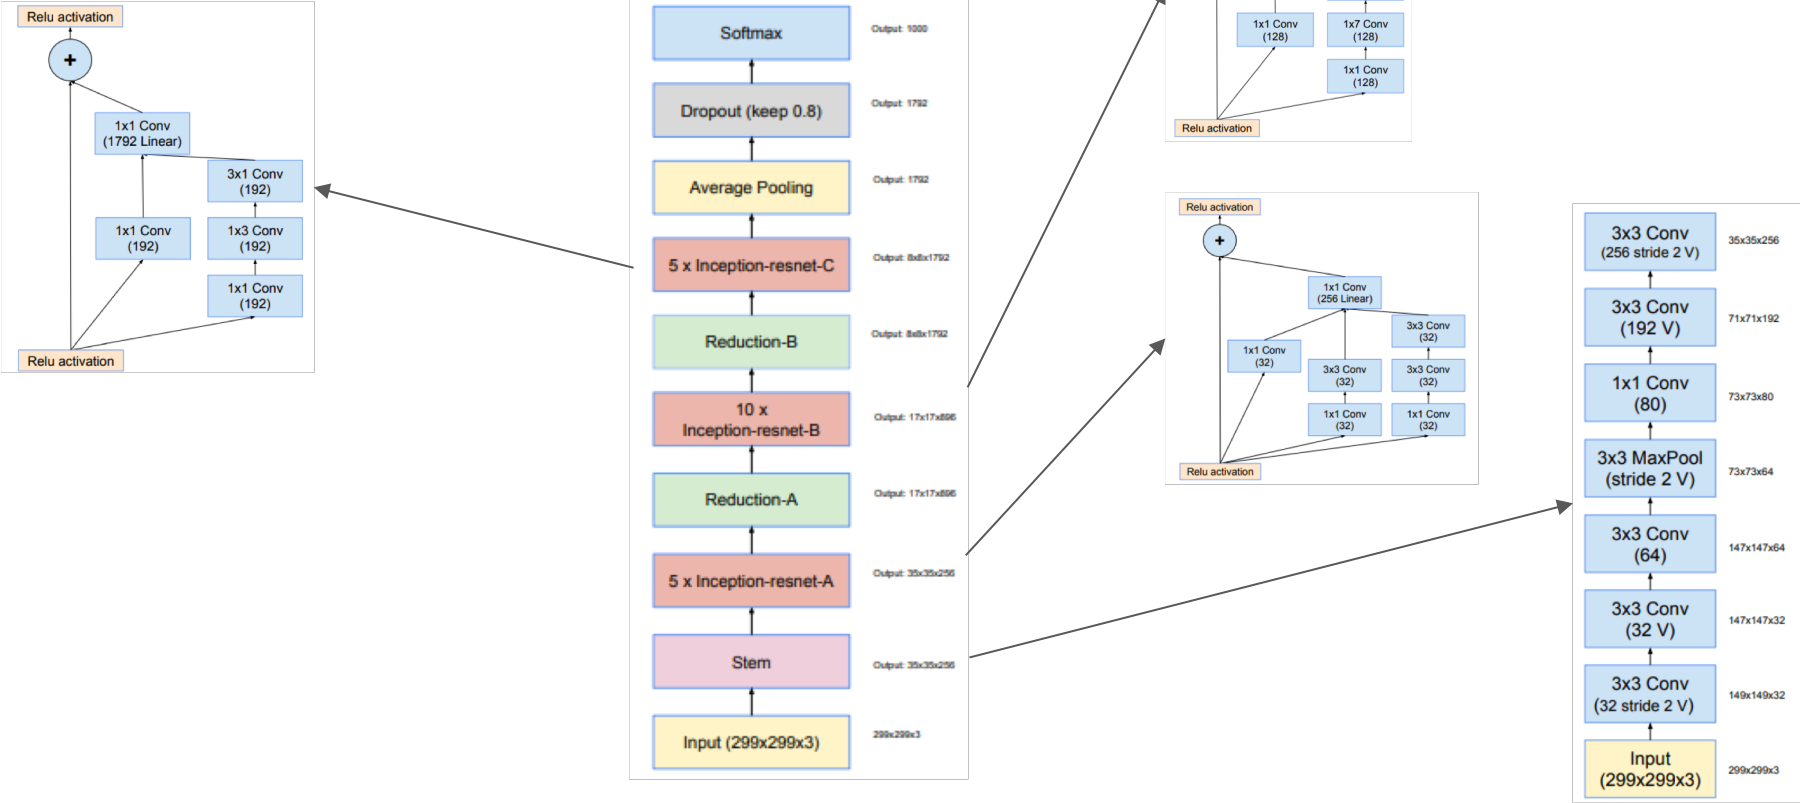 Relu activation
+
1x1 Conv
(1792 Linear)
3x1 Conv
(192)
1x1 Conv
(192)
1x3 Conv
(192)
1x1 Conv
(192)
Relu activation
Softmax
Output: 1000
Dropout (keep 0.8)
Output: 1792
Average Pooling
Output: 1792
5 x Inception-resnet-C
Output: 8x8x1792
Reduction-B
Output: 8x8x1792
10 x
Inception-resnet-B
Output: 17x17x896
Reduction-A
Output: 17x17x896
5 x Inception-resnet-A
Output: 35x35x256
Stem
Output: 35x35x256
Input (299x299x3)
299x299x3
1x1 Conv
(128)
1x7 Conv
(128)
1x1 Conv
(128)
Relu activation
Relu activation
+
1x1 Conv
(256 Linear)
3x3 Conv
(32)
1x1 Conv
(32)
3x3 Conv
(32)
3x3 Conv
(32)
1x1 Conv
(32)
1x1 Conv
(32)
Relu activation
3x3 Conv
(256 stride 2 V)
35x35x256
3x3 Conv
(192 V)
71x71x192
1x1 Conv
(80)
73x73x80
3x3 MaxPool
(stride 2 V)
73x73x64
3x3 Conv
(64)
147x147x64
3x3 Conv
(32 V)
147x147x32
3x3 Conv
(32 stride 2 V)
149x149x32
Input
(299x299x3)
299x299x3